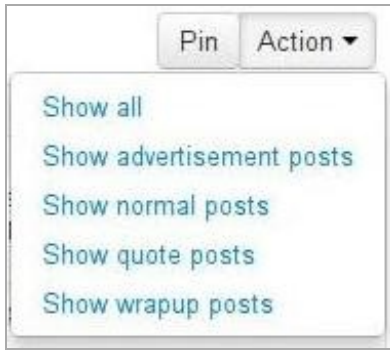 Pin Action
Show all
Show advertisement posts
Show normal posts
Show quote posts
Show wrapup posts